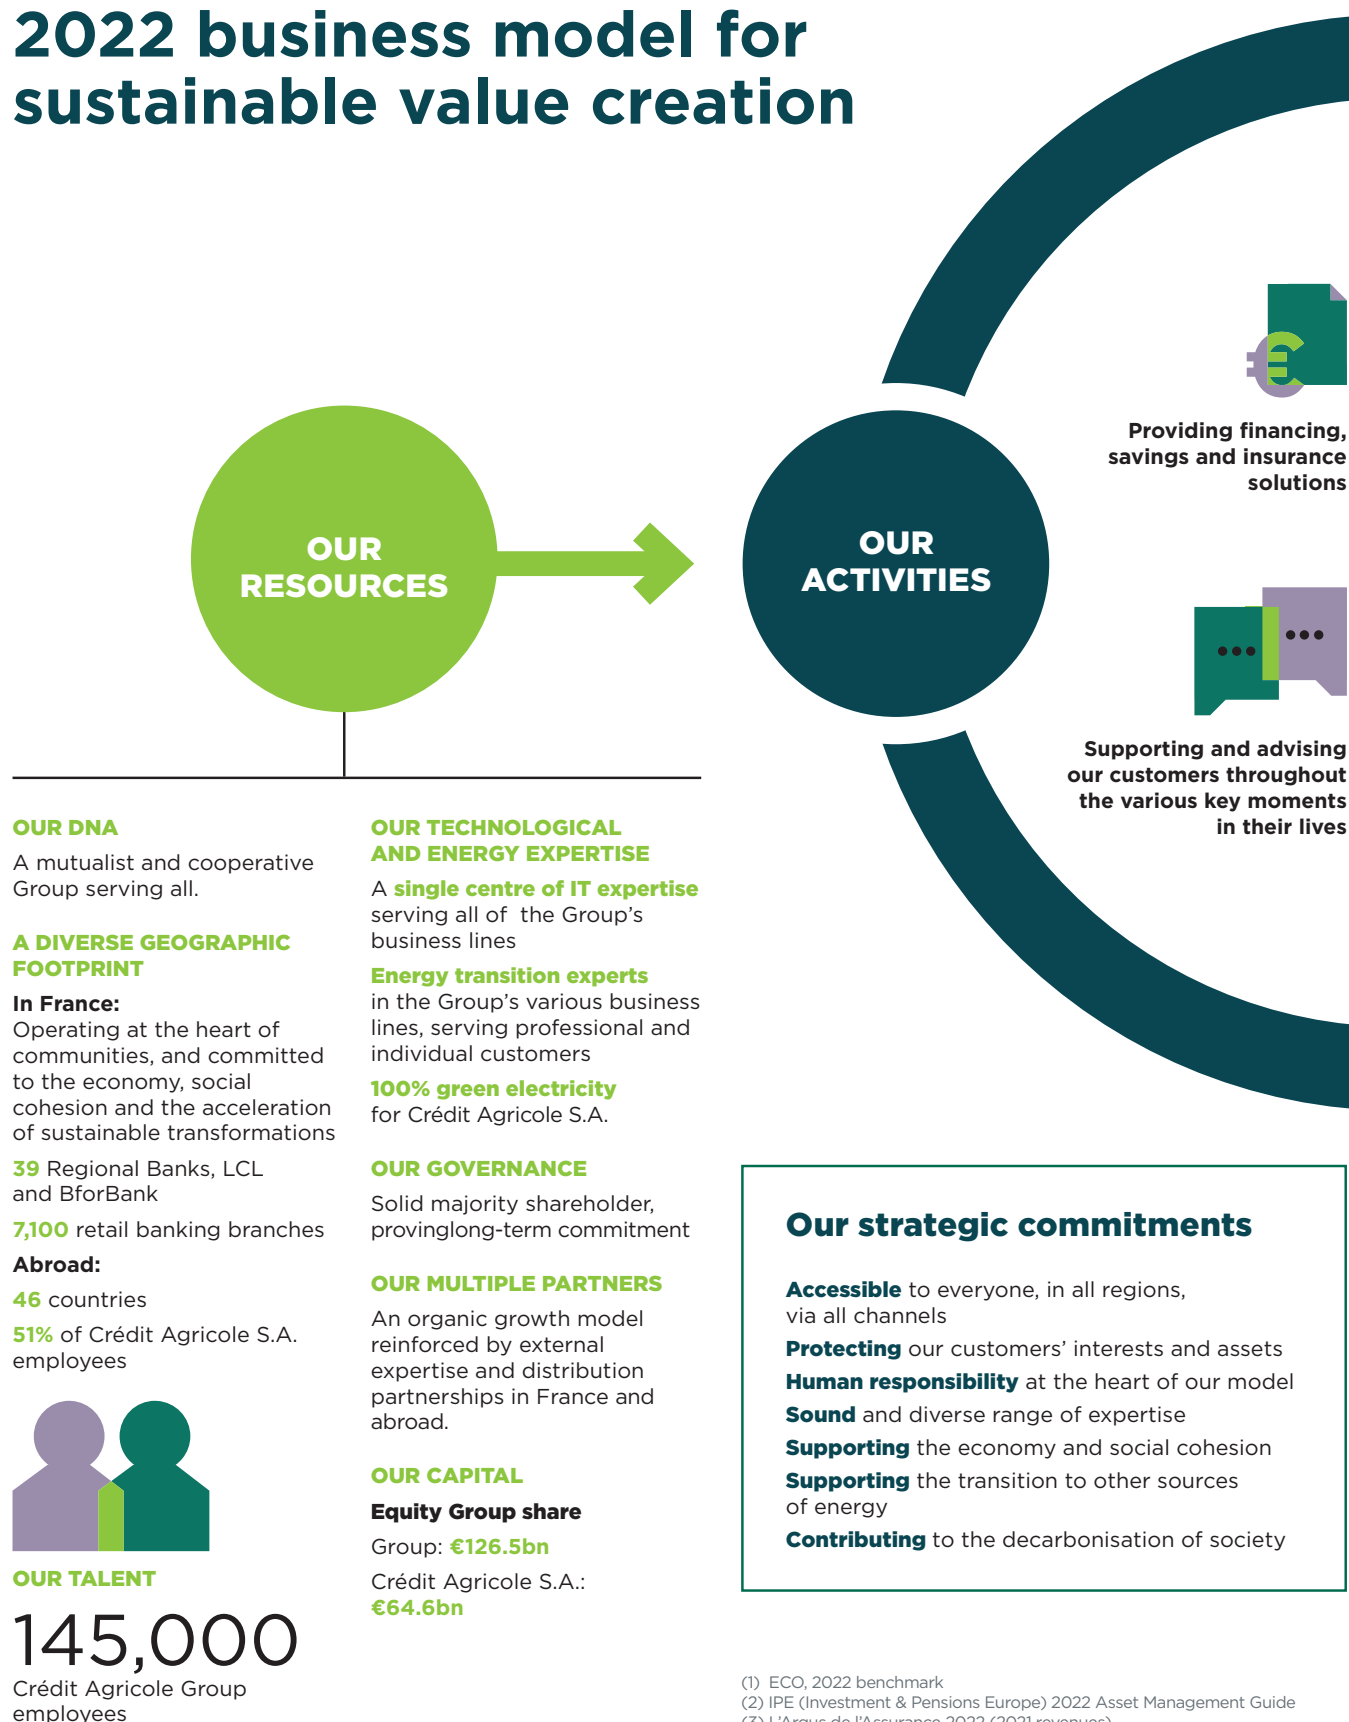 2022 business model for
sustainable value creation
OUR
RESOURCES
OUR
ACTIVITIES
Providing financing,
savings and insurance
solutions
Supporting and advising
our customers throughout
the various key moments
in their lives
OUR DNA
A mutualist and cooperative
Group serving all.
A DIVERSE GEOGRAPHIC
FOOTPRINT
In France:
Operating at the heart of
communities, and committed
to the economy, social
cohesion and the acceleration
of sustainable transformations
39 Regional Banks, LCL
and BforBank
7,100 retail banking branches
Abroad:
46 countries
51% of Crédit Agricole S.A.
employees
OUR TALENT
145,000
Crédit Agricole Group
employees
OUR TECHNOLOGICAL
AND ENERGY EXPERTISE
A single centre of IT expertise
serving all of the Group's
business lines
Energy transition experts
in the Group's various business
lines, serving professional and
individual customers
100% green electricity
for Crédit Agricole S.A.
OUR GOVERNANCE
Solid majority shareholder,
provinglong-term commitment
OUR MULTIPLE PARTNERS
An organic growth model
reinforced by external
expertise and distribution
partnerships in France and
abroad.
OUR CAPITAL
Equity Group share
Group: €126.5bn
Crédit Agricole S.A.:
€64.6bn
Our strategic commitments
Accessible to everyone, in all regions,
via all channels
Protecting our customers' interests and assets
Human responsibility at the heart of our model
Sound and diverse range of expertise
Supporting the economy and social cohesion
Supporting the transition to other sources
of energy
Contributing to the decarbonisation of society
(1) ECO, 2022 benchmark
(2) IPE (Investment & Pensions Europe) 2022 Asset Management Guide
(3) L'Argus de l'Assurance 2022 (2021 revenues)